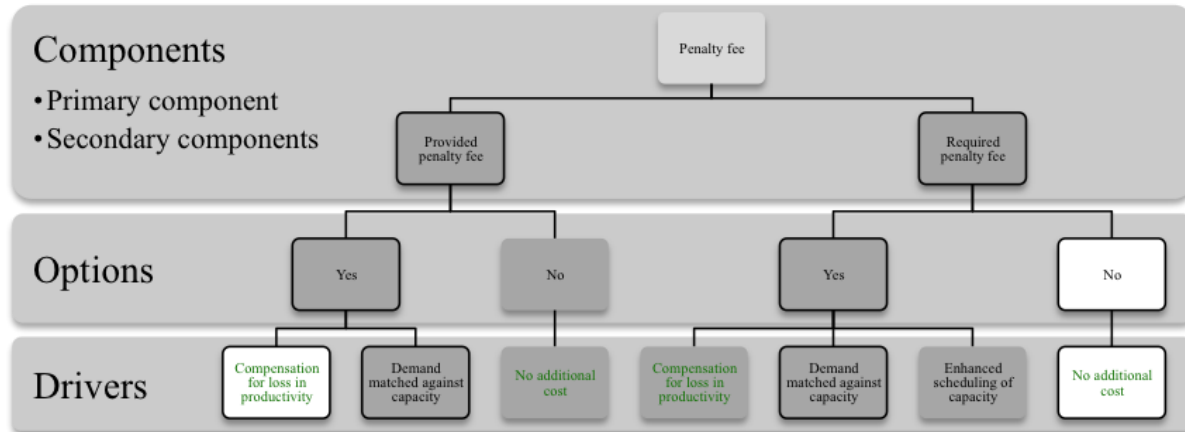 Components
• Primary component
• Secondary components
Penalty fee
Provided
penalty fee
Required
penalty fee
Options
Yes
No
Yes
No
Drivers
Compensation
for loss in
productivity
Demand
matched against
capacity
No additional
cost
Compensation
for loss in
productivity
Demand
matched against
capacity
Enhanced
scheduling of
capacity
No additional
cost